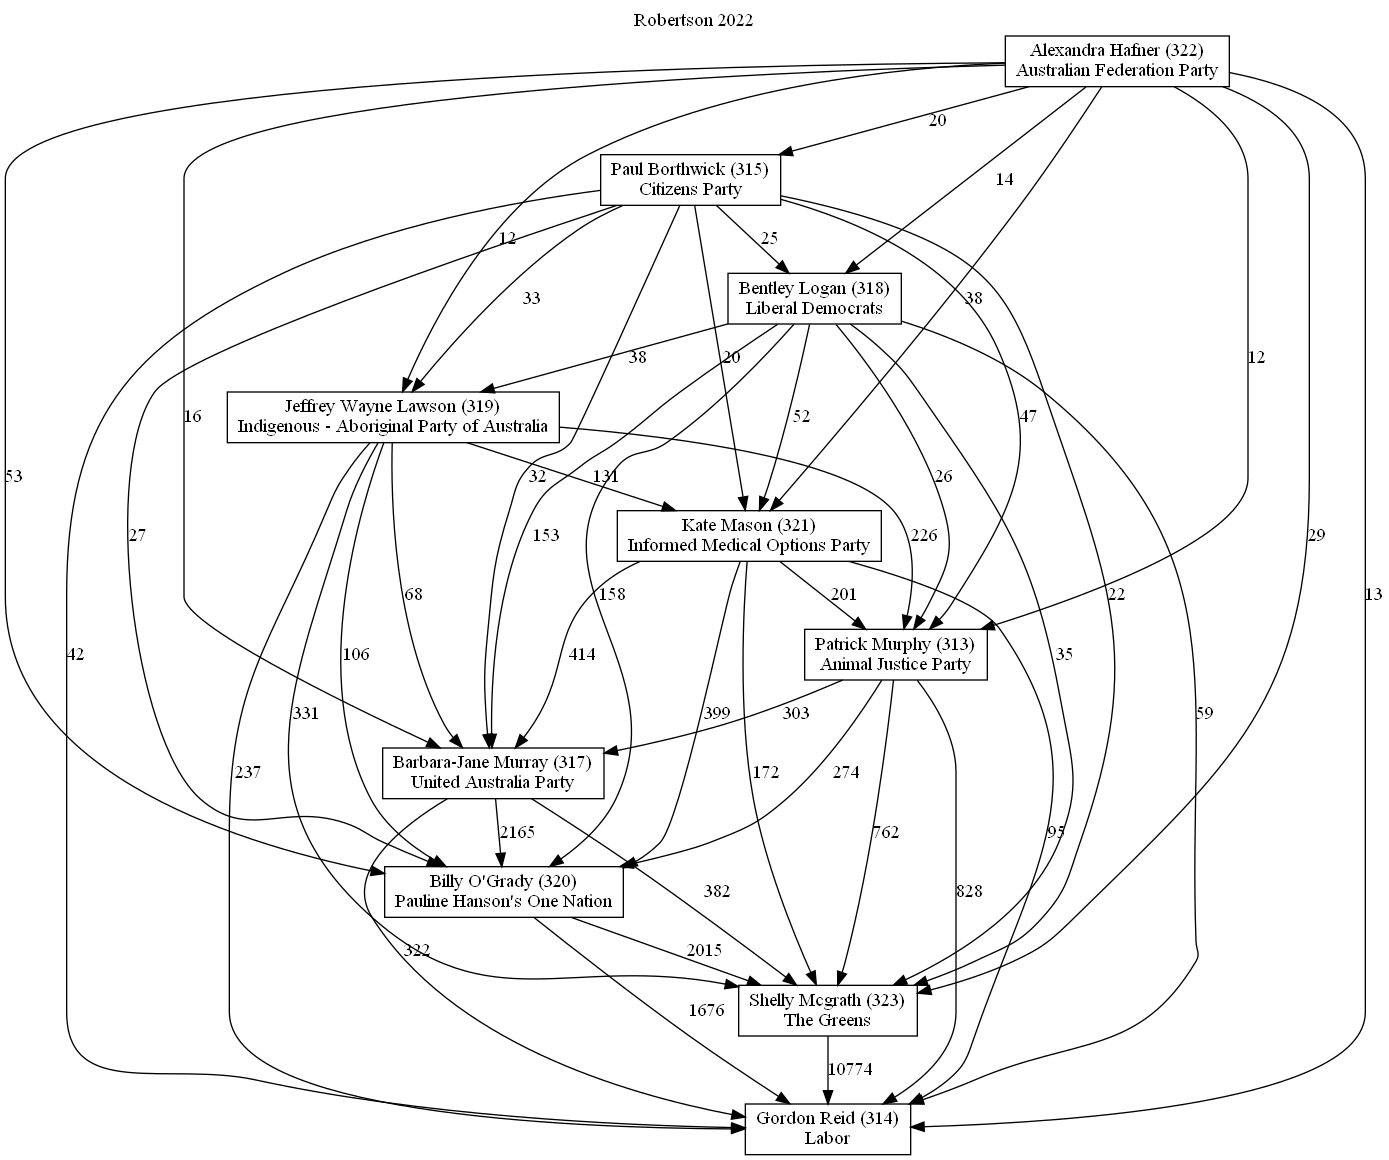 Robertson 2022
Alexandra Hafner (322)
Australian Federation Party
20
Paul Borthwick (315)
Citizens Party
14
12
25
33
38
Bentley Logan (318)
Liberal Democrats
38
20
12
Jeffrey Wayne Lawson (319)
Indigenous - Aboriginal Party of Australia
16
52
47
53
32
131
26
Kate Mason (321)
Informed Medical Options Party
27
153
226
29
68
158
201
22
13
Patrick Murphy (313)
Animal Justice Party
42
106
414
35
331
399
303
59
Barbara-Jane Murray (317)
United Australia Party
237
172
274
2165
762
95
Billy O'Grady (320)
Pauline Hanson's One Nation
382
828
322
2015
Shelly Mcgrath (323)
The Greens
1676
10774
Gordon Reid (314)
Labor